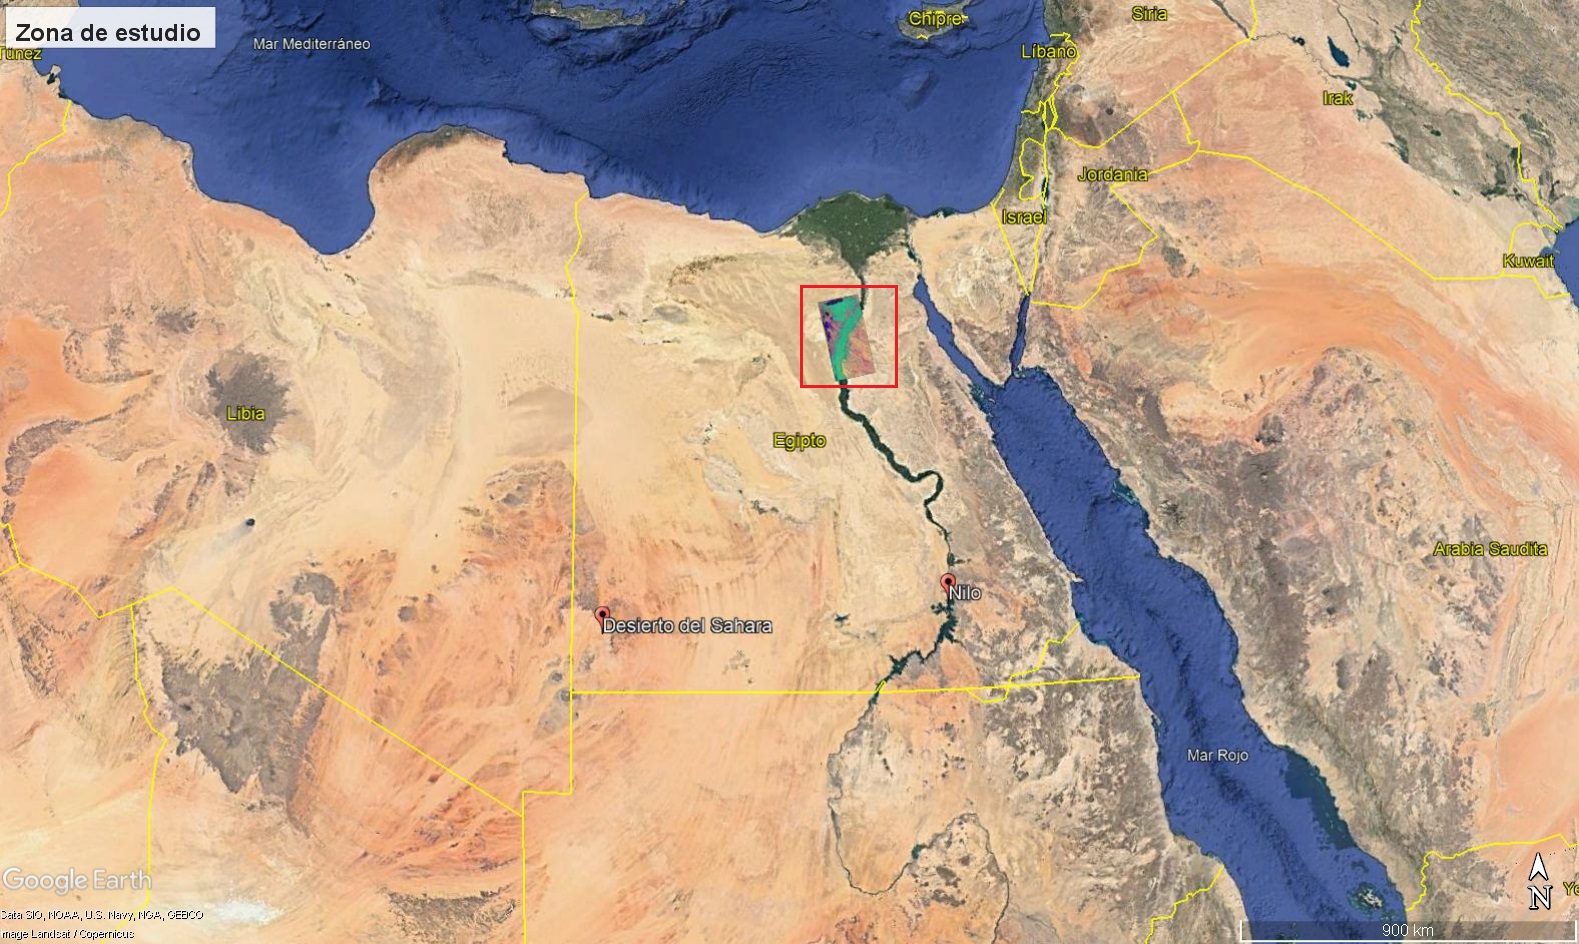 Zona de estudio
Mar Mediterráneo
Chipre
Siria
Túnez
Líbano
Irak
Jordania
Israel
Kuwait
Libia
Egipto
Arabia Saudita
Nilo
Desierto del Sahara
Mar Rojo
Google Earth
Data SIO, NOAA, U.S. Navy, NGA, GEBCO
Image Landsat / Copernicus
N
Ye
900 km